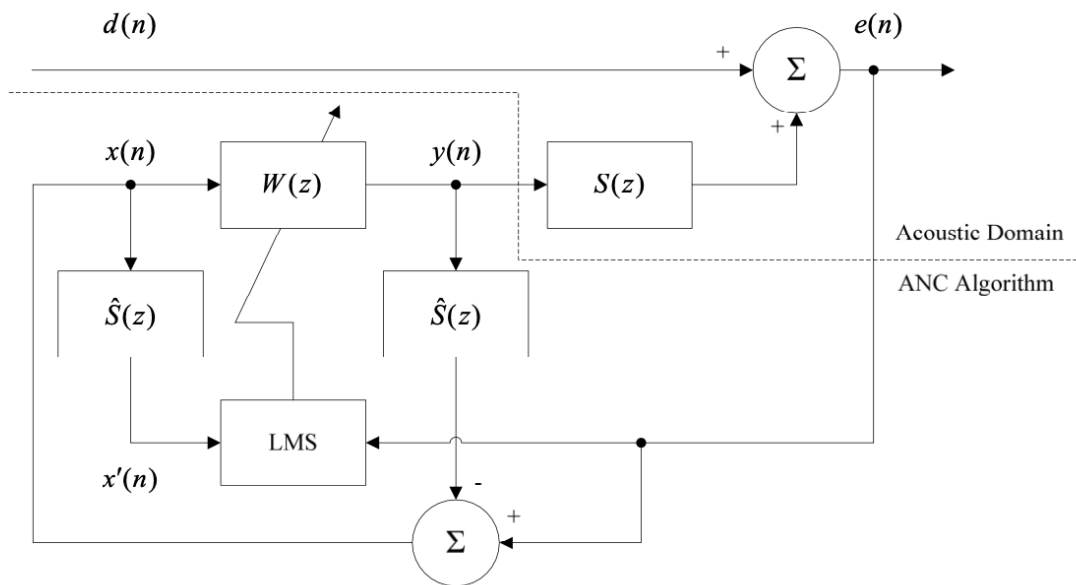 d(n)
e(n)
+
Σ
+
x(n)
W(z)
y(n)
S(z)
Acoustic Domain
ANC Algorithm
Ŝ(z)
Ŝ(z)
LMS
x′(n)
-
+
Σ